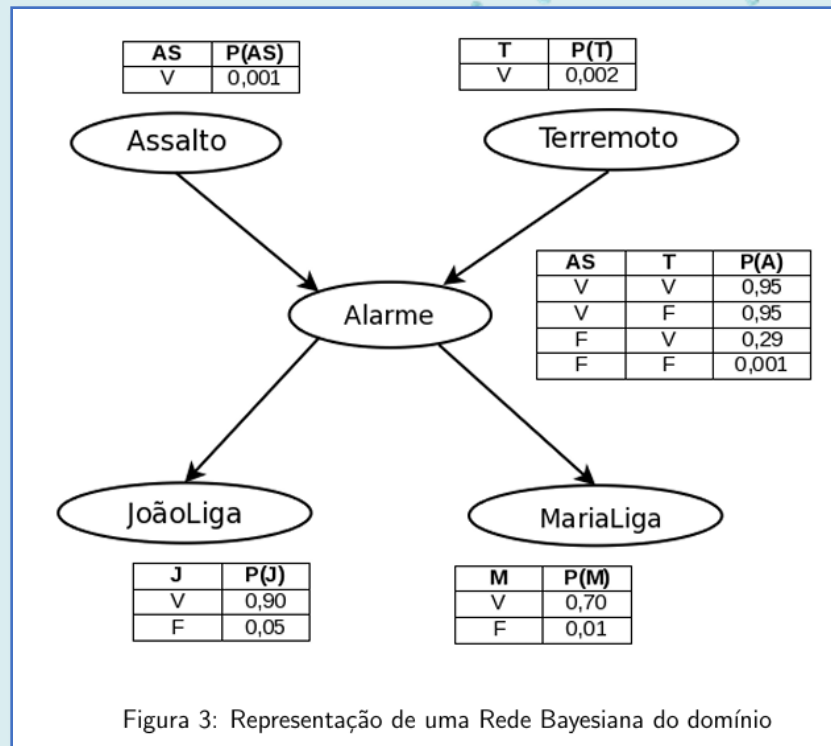 AS P(AS)
V 0,001
T P(T)
V 0,002
Assalto
Terremoto
AS T P(A)
V V 0,95
V F 0,95
F V 0,29
F F 0,001
Alarme
JoãoLiga
MariaLiga
J P(J)
V 0,90
F 0,05
M P(M)
V 0,70
F 0,01
Figura 3: Representação de uma Rede Bayesiana do domínio